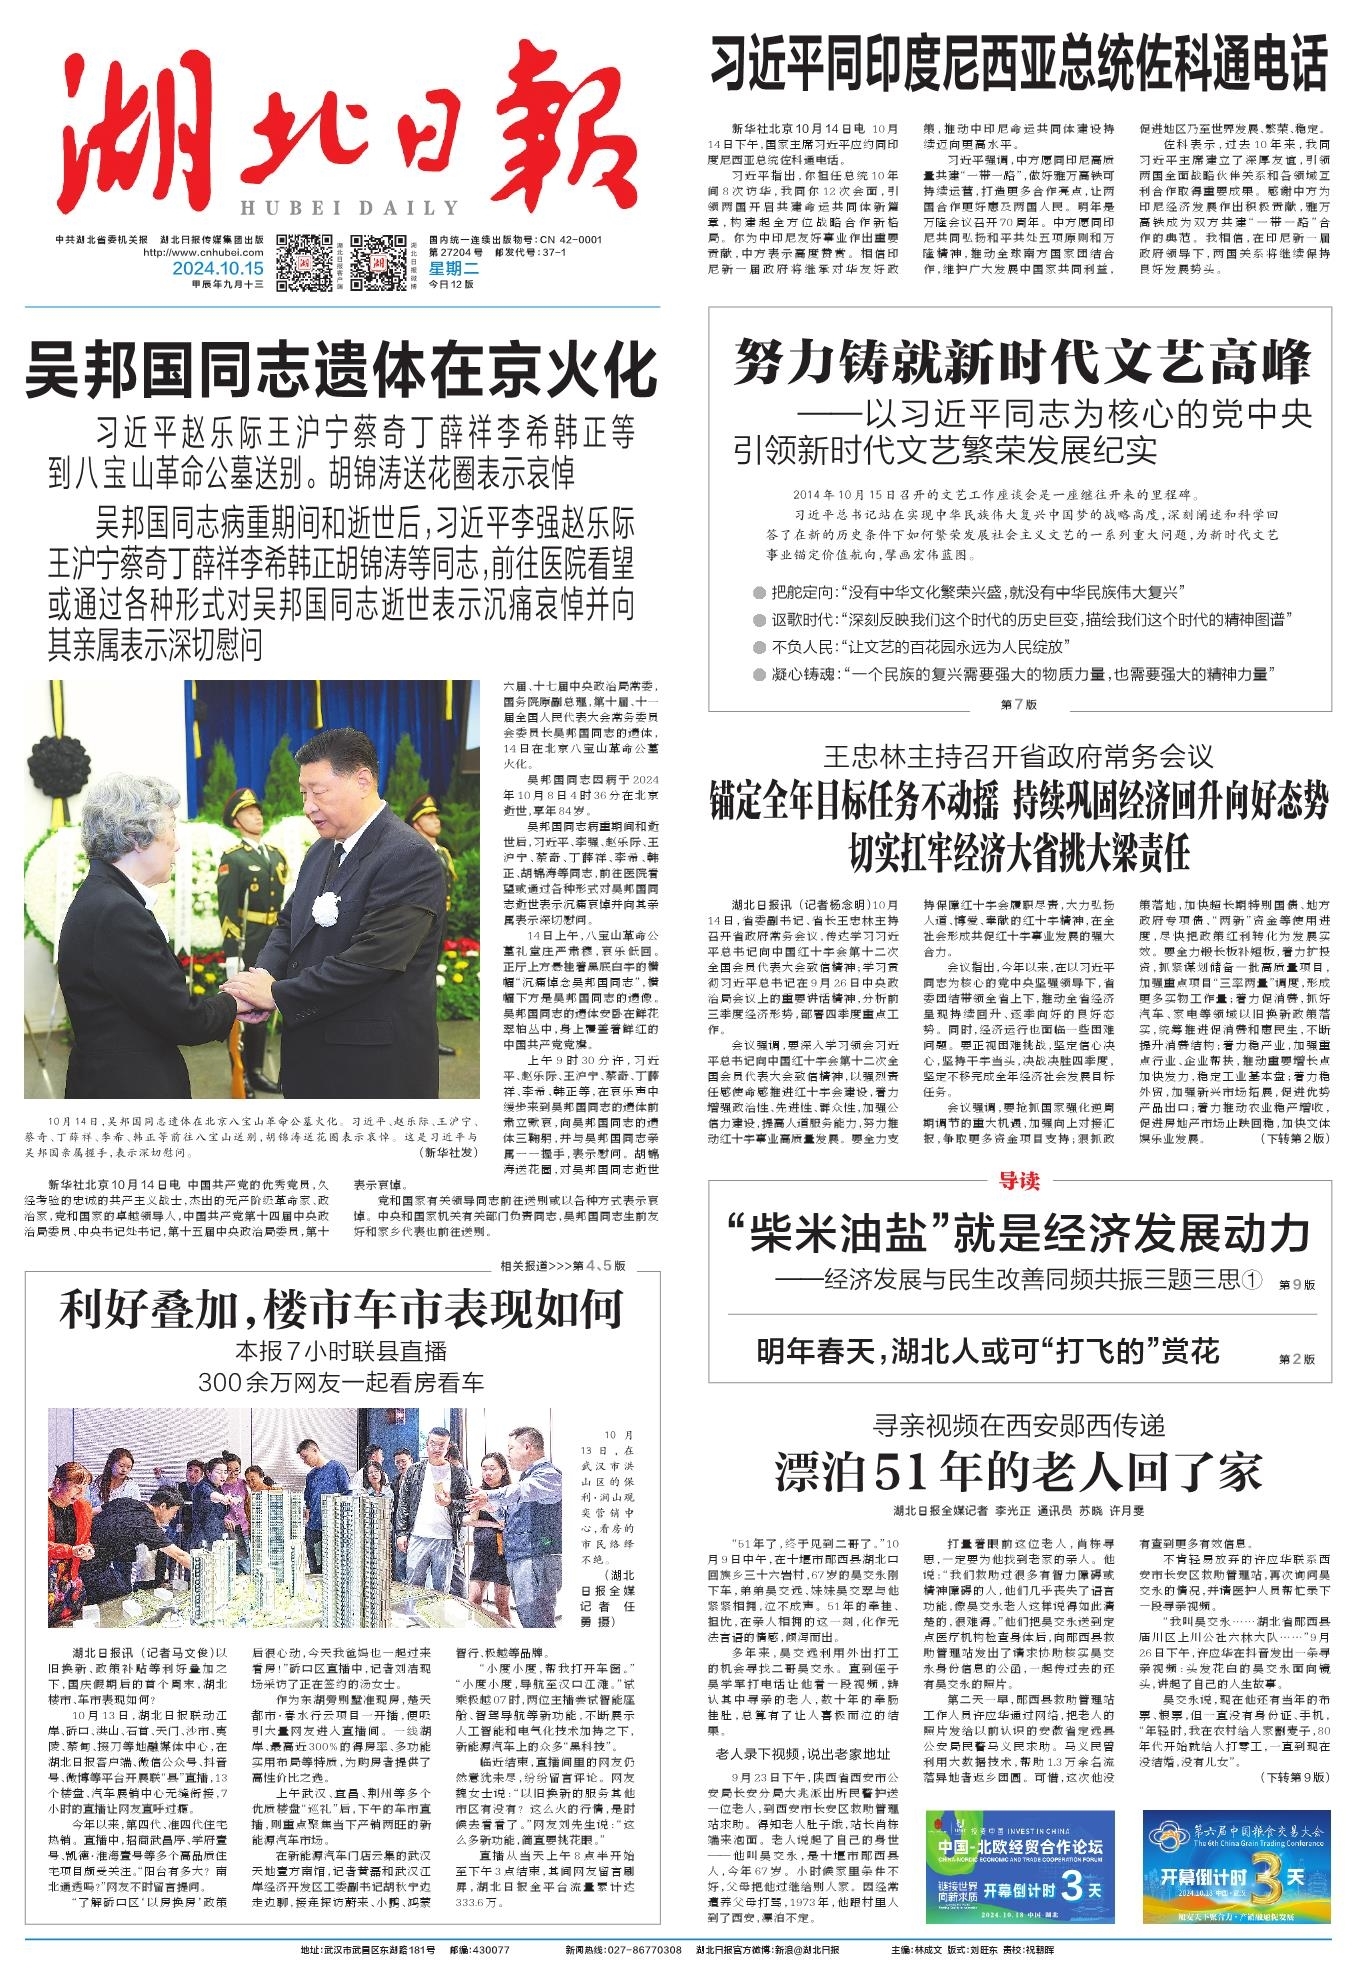 湖北日报
HUBEI DAILY
中共湖北省委机关报 湖北日报传媒集团出版
http://www.cnhubei.com
2024.10.15
甲辰年九月十三
湖北日报客户端
湖北日报微博
国内统一连续出版物号:CN 42-0001
第27204号 邮发代号:37-1
星期二
今日12版
习近平同印度尼西亚总统佐科通电话
新华社北京10月14日电 10月
14日下午,国家主席习近平应约同印
度尼西亚总统佐科通电话。
习近平指出,你担任总统10年
间8次访华,我同你12次会面,引
领两国开启共建命运共同体新篇
章,构建起全方位战略合作新格
局。你为中印尼友好事业作出重要
贡献,中方表示高度赞赏。相信印
尼新一届政府将继承对华友好政
策,推动中印尼命运共同体建设持
续迈向更高水平。
习近平强调,中方愿同印尼高质
量共建“一带一路”,做好雅万高铁可
持续运营,打造更多合作亮点,让两
国合作更好惠及两国人民。明年是
万隆会议召开70周年。中方愿同印
尼共同弘扬和平共处五项原则和万
隆精神,推动全球南方国家团结合
作,维护广大发展中国家共同利益,
促进地区乃至世界发展、繁荣、稳定。
佐科表示,过去10年来,我同
习近平主席建立了深厚友谊,引领
两国全面战略伙伴关系和各领域互
利合作取得重要成果。感谢中方为
印尼经济发展作出积极贡献,雅万
高铁成为双方共建“一带一路”合
作的典范。我相信,在印尼新一届
政府领导下,两国关系将继续保持
良好发展势头。
吴邦国同志遗体在京火化
习近平赵乐际王沪宁蔡奇丁薛祥李希韩正等
到八宝山革命公墓送别。胡锦涛送花圈表示哀悼
吴邦国同志病重期间和逝世后,习近平李强赵乐际
王沪宁蔡奇丁薛祥李希韩正胡锦涛等同志,前往医院看望
或通过各种形式对吴邦国同志逝世表示沉痛哀悼并向
其亲属表示深切慰问
10月14日,吴邦国同志遗体在北京八宝山革命公墓火化。习近平、赵乐际、王沪宁、
蔡奇、丁薛祥、李希、韩正等前往八宝山送别,胡锦涛送花圈表示哀悼。这是习近平与
吴邦国亲属握手,表示深切慰问。 (新华社发)
新华社北京10月14日电 中国共产党的优秀党员,久
经考验的忠诚的共产主义战士,杰出的无产阶级革命家、政
治家,党和国家的卓越领导人,中国共产党第十四届中央政
治局委员、中央书记处书记,第十五届中央政治局委员,第十
六届、十七届中央政治局常委,
国务院原副总理,第十届、十一
届全国人民代表大会常务委员
会委员长吴邦国同志的遗体,
14日在北京八宝山革命公墓
火化。
吴邦国同志因病于2024
年10月8日4时36分在北京
逝世,享年84岁。
吴邦国同志病重期间和逝
世后,习近平、李强、赵乐际、王
沪宁、蔡奇、丁薛祥、李希、韩
正、胡锦涛等同志,前往医院看
望或通过各种形式对吴邦国同
志逝世表示沉痛哀悼并向其亲
属表示深切慰问。
14日上午,八宝山革命公
墓礼堂庄严肃穆,哀乐低回。
正厅上方悬挂着黑底白字的横
幅“沉痛悼念吴邦国同志”,横
幅下方是吴邦国同志的遗像。
吴邦国同志的遗体安卧在鲜花
翠柏丛中,身上覆盖着鲜红的
中国共产党党旗。
上午9时30分许,习近
平、赵乐际、王沪宁、蔡奇、丁薛
祥、李希、韩正等,在哀乐声中
缓步来到吴邦国同志的遗体前
肃立默哀,向吴邦国同志的遗
体三鞠躬,并与吴邦国同志亲
属一一握手,表示慰问。胡锦
涛送花圈,对吴邦国同志逝世
表示哀悼。
党和国家有关领导同志前往送别或以各种方式表示哀
悼。中央和国家机关有关部门负责同志,吴邦国同志生前友
好和家乡代表也前往送别。
相关报道>>>第4、5版
努力铸就新时代文艺高峰
——以习近平同志为核心的党中央
引领新时代文艺繁荣发展纪实
2014年10月15日召开的文艺工作座谈会是一座继往开来的里程碑。
习近平总书记站在实现中华民族伟大复兴中国梦的战略高度,深刻阐述和科学回
答了在新的历史条件下如何繁荣发展社会主义文艺的一系列重大问题,为新时代文艺
事业锚定价值航向,擘画宏伟蓝图。
把舵定向:“没有中华文化繁荣兴盛,就没有中华民族伟大复兴”
讴歌时代:“深刻反映我们这个时代的历史巨变,描绘我们这个时代的精神图谱”
不负人民:“让文艺的百花园永远为人民绽放”
凝心铸魂:“一个民族的复兴需要强大的物质力量,也需要强大的精神力量”
第7版
王忠林主持召开省政府常务会议
锚定全年目标任务不动摇 持续巩固经济回升向好态势
切实扛牢经济大省挑大梁责任
湖北日报讯(记者杨念明)10月
14日,省委副书记、省长王忠林主持
召开省政府常务会议,传达学习习近
平总书记向中国红十字会第十二次
全国会员代表大会致信精神;学习贯
彻习近平总书记在9月26日中央政
治局会议上的重要讲话精神,分析前
三季度经济形势,部署四季度重点工
作。
会议强调,要深入学习领会习近
平总书记向中国红十字会第十二次全
国会员代表大会致信精神,以强烈责
任感使命感推进红十字会建设,着力
增强政治性、先进性、群众性,加强公
信力建设,提高人道服务能力,努力推
动红十字事业高质量发展。要全力支
持保障红十字会履职尽责,大力弘扬
人道、博爱、奉献的红十字精神,在全
社会形成共促红十字事业发展的强大
合力。
会议指出,今年以来,在以习近平
同志为核心的党中央坚强领导下,省
委团结带领全省上下,推动全省经济
呈现持续回升、逐季向好的良好态
势。同时,经济运行也面临一些困难
问题。要正视困难挑战,坚定信心决
心,坚持干字当头,决战决胜四季度,
坚定不移完成全年经济社会发展目标
任务。
会议强调,要抢抓国家强化逆周
期调节的重大机遇,加强向上对接汇
报,争取更多资金项目支持;狠抓政
策落地,加快超长期特别国债、地方
政府专项债、“两新”资金等使用进
度,尽快把政策红利转化为发展实
效。要全力锻长板补短板,着力扩投
资,抓紧谋划储备一批高质量项目,
加强重点项目“三率两量”调度,形成
更多实物工作量;着力促消费,抓好
汽车、家电等领域以旧换新政策落
实,统筹推进促消费和惠民生,不断
提升消费结构;着力稳产业,加强重
点行业、企业帮扶,推动重要增长点
加快发力,稳定工业基本盘;着力稳
外贸,加强新兴市场拓展,促进优势
产品出口;着力推动农业稳产增收,
促进房地产市场止跌回稳,加快文体
娱乐业发展。 (下转第2版)
导读
“柴米油盐”就是经济发展动力
——经济发展与民生改善同频共振三题三思① 第9版
明年春天,湖北人或可“打飞的”赏花 第2版
利好叠加,楼市车市表现如何
本报7小时联县直播
300余万网友一起看房看车
10月
13日,在
武汉市洪
山区的保
利·润山观
奕营销中
心,看房的
市民络绎
不绝。
(湖北
日报全媒
记者 任
勇 摄)
湖北日报讯(记者马文俊)以
旧换新、政策补贴等利好叠加之
下,国庆假期后的首个周末,湖北
楼市、车市表现如何?
10月13日,湖北日报联动江
岸、硚口、洪山、石首、天门、沙市、夷
陵、蔡甸、掇刀等地融媒体中心,在
湖北日报客户端、微信公众号、抖音
号、微博等平台开展联“县”直播,13
个楼盘、汽车展销中心无缝衔接,7
小时的直播让网友直呼过瘾。
今年以来,第四代、准四代住宅
热销。直播中,招商武昌序、学府壹
号、凯德·淮海壹号等多个高品质住
宅项目颇受关注。“阳台有多大?南
北通透吗?”网友不时留言提问。
“了解硚口区‘以房换房’政策
后很心动,今天我爸妈也一起过来
看房!”硚口区直播中,记者刘洁现
场采访了正在签约的汤女士。
作为东湖旁别墅准现房,楚天
都市·春水行云项目一开播,便吸
引大量网友进入直播间。一线湖
岸、最高近300%的得房率、多功能
实用布局等特质,为购房者提供了
高性价比之选。
上午武汉、宜昌、荆州等多个
优质楼盘“巡礼”后,下午的车市直
播,则重点聚焦当下产销两旺的新
能源汽车市场。
在新能源汽车门店云集的武汉
天地壹方南馆,记者黄磊和武汉江
岸经济开发区工委副书记胡秋宁边
走边聊,接连探访蔚来、小鹏、鸿蒙
智行、极越等品牌。
“小度小度,帮我打开车窗。”
“小度小度,导航至汉口江滩。”试
乘极越07时,两位主播尝试智能座
舱、智驾导航等新功能,不断展示
人工智能和电气化技术加持之下,
新能源汽车上的众多“黑科技”。
临近结束,直播间里的网友仍
然意犹未尽,纷纷留言评论。网友
魏女士说:“以旧换新的服务其他
市区有没有?这么火的行情,是时
候去看看了。”网友刘先生说:“这
么多新功能,简直要挑花眼。”
直播从当天上午8点半开始
至下午3点结束,其间网友留言刷
屏,湖北日报全平台流量累计达
333.6万。
寻亲视频在西安郧西传递
漂泊51年的老人回了家
湖北日报全媒记者 李光正 通讯员 苏晓 许月雯
“51年了,终于见到二哥了。”10
月9日中午,在十堰市郧西县湖北口
回族乡三十六岩村,67岁的吴交永刚
下车,弟弟吴交远、妹妹吴交翠与他
紧紧相拥,泣不成声。51年的牵挂、
担忧,在亲人相拥的这一刻,化作无
法言语的情感,倾泻而出。
多年来,吴交远利用外出打工
的机会寻找二哥吴交永。直到侄子
吴学军打电话让他看一段视频,辨
认其中寻亲的老人,数十年的牵肠
挂肚,总算有了让人喜极而泣的结
果。
老人录下视频,说出老家地址
9月23日下午,陕西省西安市公
安局长安分局大兆派出所民警护送
一位老人,到西安市长安区救助管理
站求助。得知老人肚子饿,站长肖栋
端来泡面。老人说起了自己的身世
——他叫吴交永,是十堰市郧西县
人,今年67岁。小时候家里条件不
好,父母把他过继给别人家。因经常
遭养父母打骂,1973年,他跟村里人
到了西安,漂泊不定。
打量着眼前这位老人,肖栋寻
思,一定要为他找到老家的亲人。他
说:“我们救助过很多有智力障碍或
精神障碍的人,他们几乎丧失了语言
功能,像吴交永老人这样说得如此清
楚的,很难得。”他们把吴交永送到定
点医疗机构检查身体后,向郧西县救
助管理站发出了请求协助核实吴交
永身份信息的公函,一起传过去的还
有吴交永的照片。
第二天一早,郧西县救助管理站
工作人员许应华通过网络,把老人的
照片发给以前认识的安徽省定远县
公安局民警马义民求助。马义民曾
利用大数据技术,帮助1.3万余名流
落异地者返乡团圆。可惜,这次他没
有查到更多有效信息。
不肯轻易放弃的许应华联系西
安市长安区救助管理站,再次询问吴
交永的情况,并请医护人员帮忙录下
一段寻亲视频。
“我叫吴交永……湖北省郧西县
庙川区上川公社六林大队……”9月
26日下午,许应华在抖音发出一条寻
亲视频:头发花白的吴交永面向镜
头,讲起了自己的人生故事。
吴交永说,现在他还有当年的布
票、粮票,但一直没有身份证、手机,
“年轻时,我在农村给人家割麦子,80
年代开始就给人打零工,一直到现在
没结婚,没有儿女”。
(下转第9版)
投资中国 INVEST IN CHINA
中国-北欧经贸合作论坛
CHINA-NORDIC ECONOMIC AND TRADE COOPERATION FORUM
链接世界
向新求质
开幕倒计时3天
2024.10.18 中国·湖北
第六届中国粮食交易大会
The 6th China Grain Trading Conference
开幕倒计时3天
2024.10.18 中国·武汉
地址:武汉市武昌区东湖路181号 邮编:430077 新闻热线:027-86770308 湖北日报官方微博:新浪@湖北日报 主编:林成文 版式:刘旺东 责校:祝朝晖